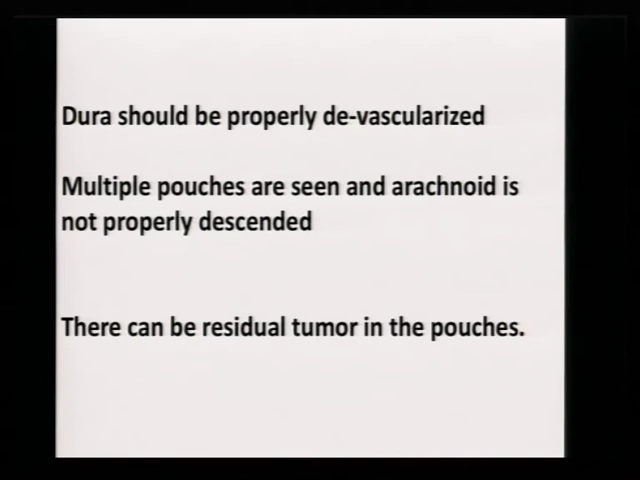 Dura should be properly de-vascularized
Multiple pouches are seen and arachnoid is
not properly descended
There can be residual tumor in the pouches.